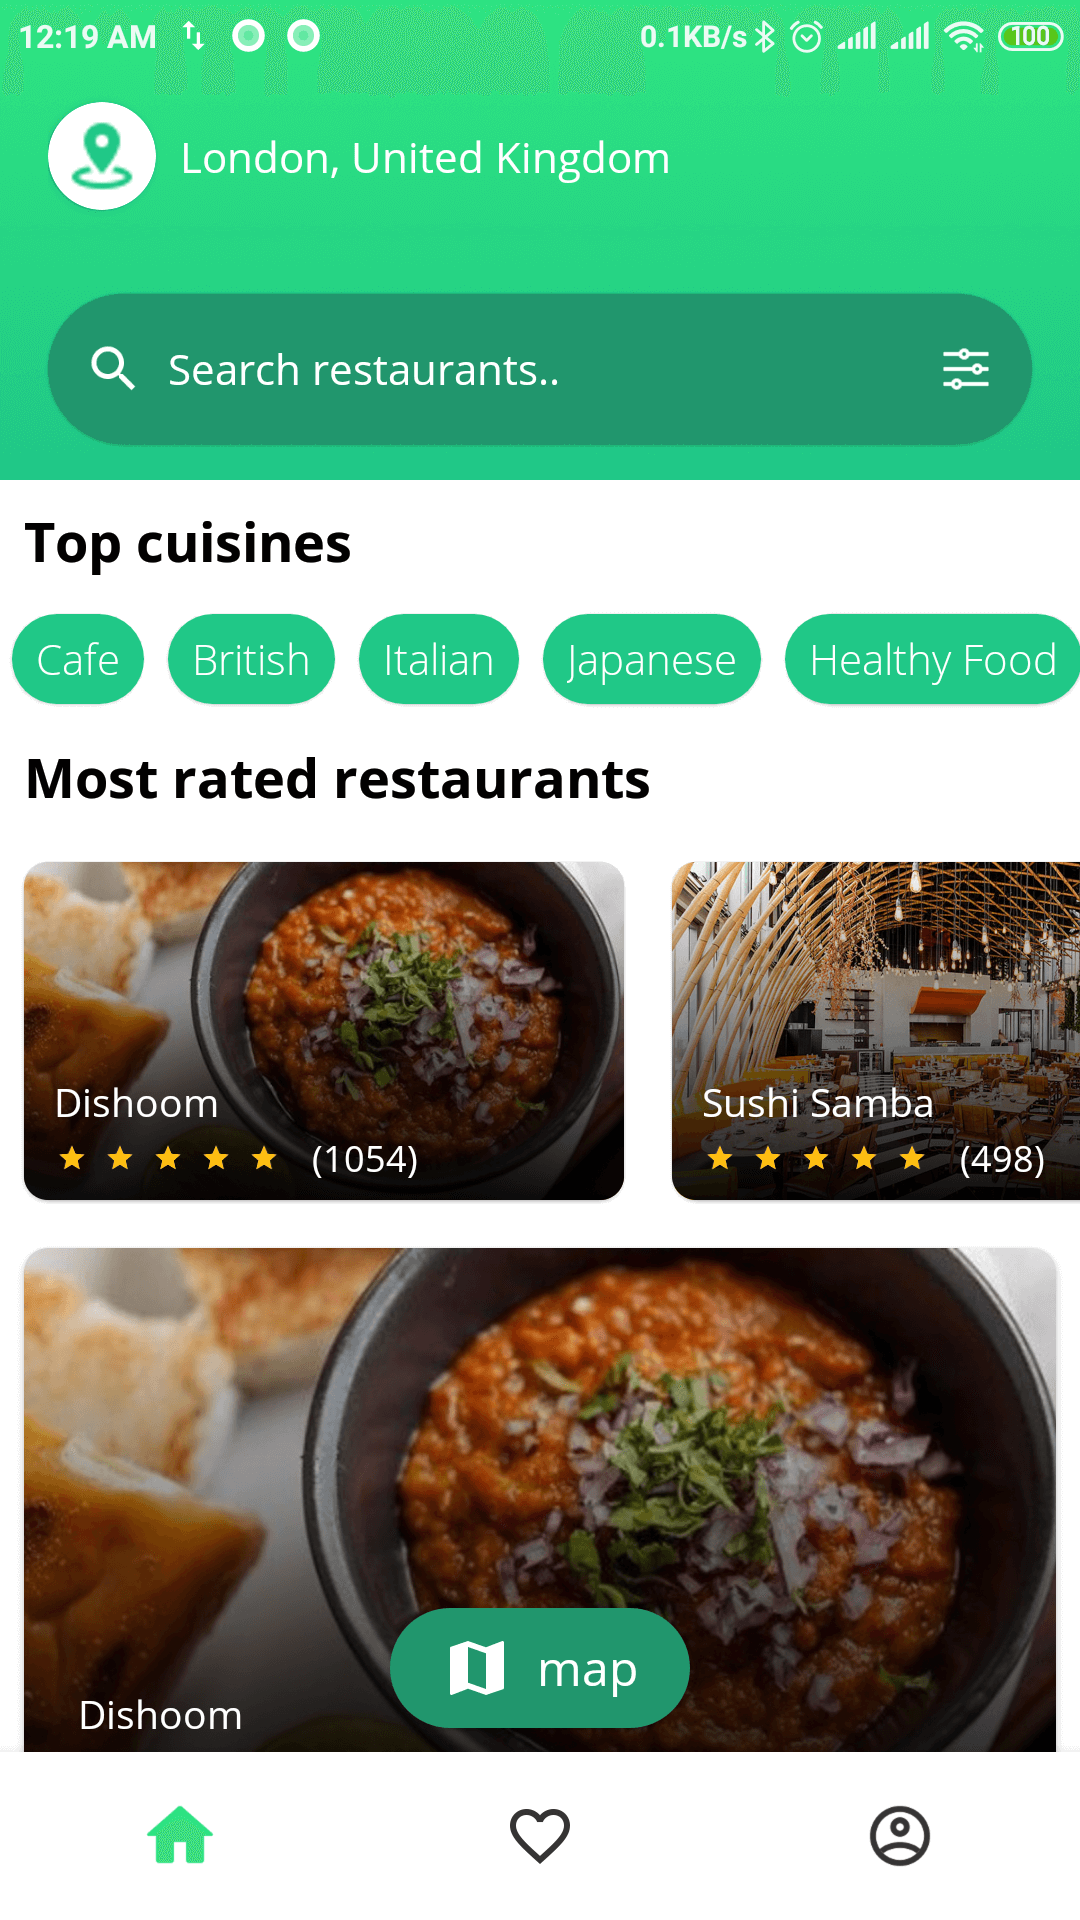 12:19 AM 0.1KB/s 100
London, United Kingdom
Search restaurants..
Top cuisines
Cafe British Italian Japanese Healthy Food
Most rated restaurants
Dishoom
(1054)
Sushi Samba
(498)
Dishoom
map